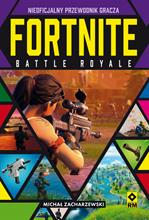 NIEOFICJALNY PRZEWODNIK GRACZA
FORTNITE
BATTLE ROYALE
MICHAŁ ZACHARZEWSKI
RM